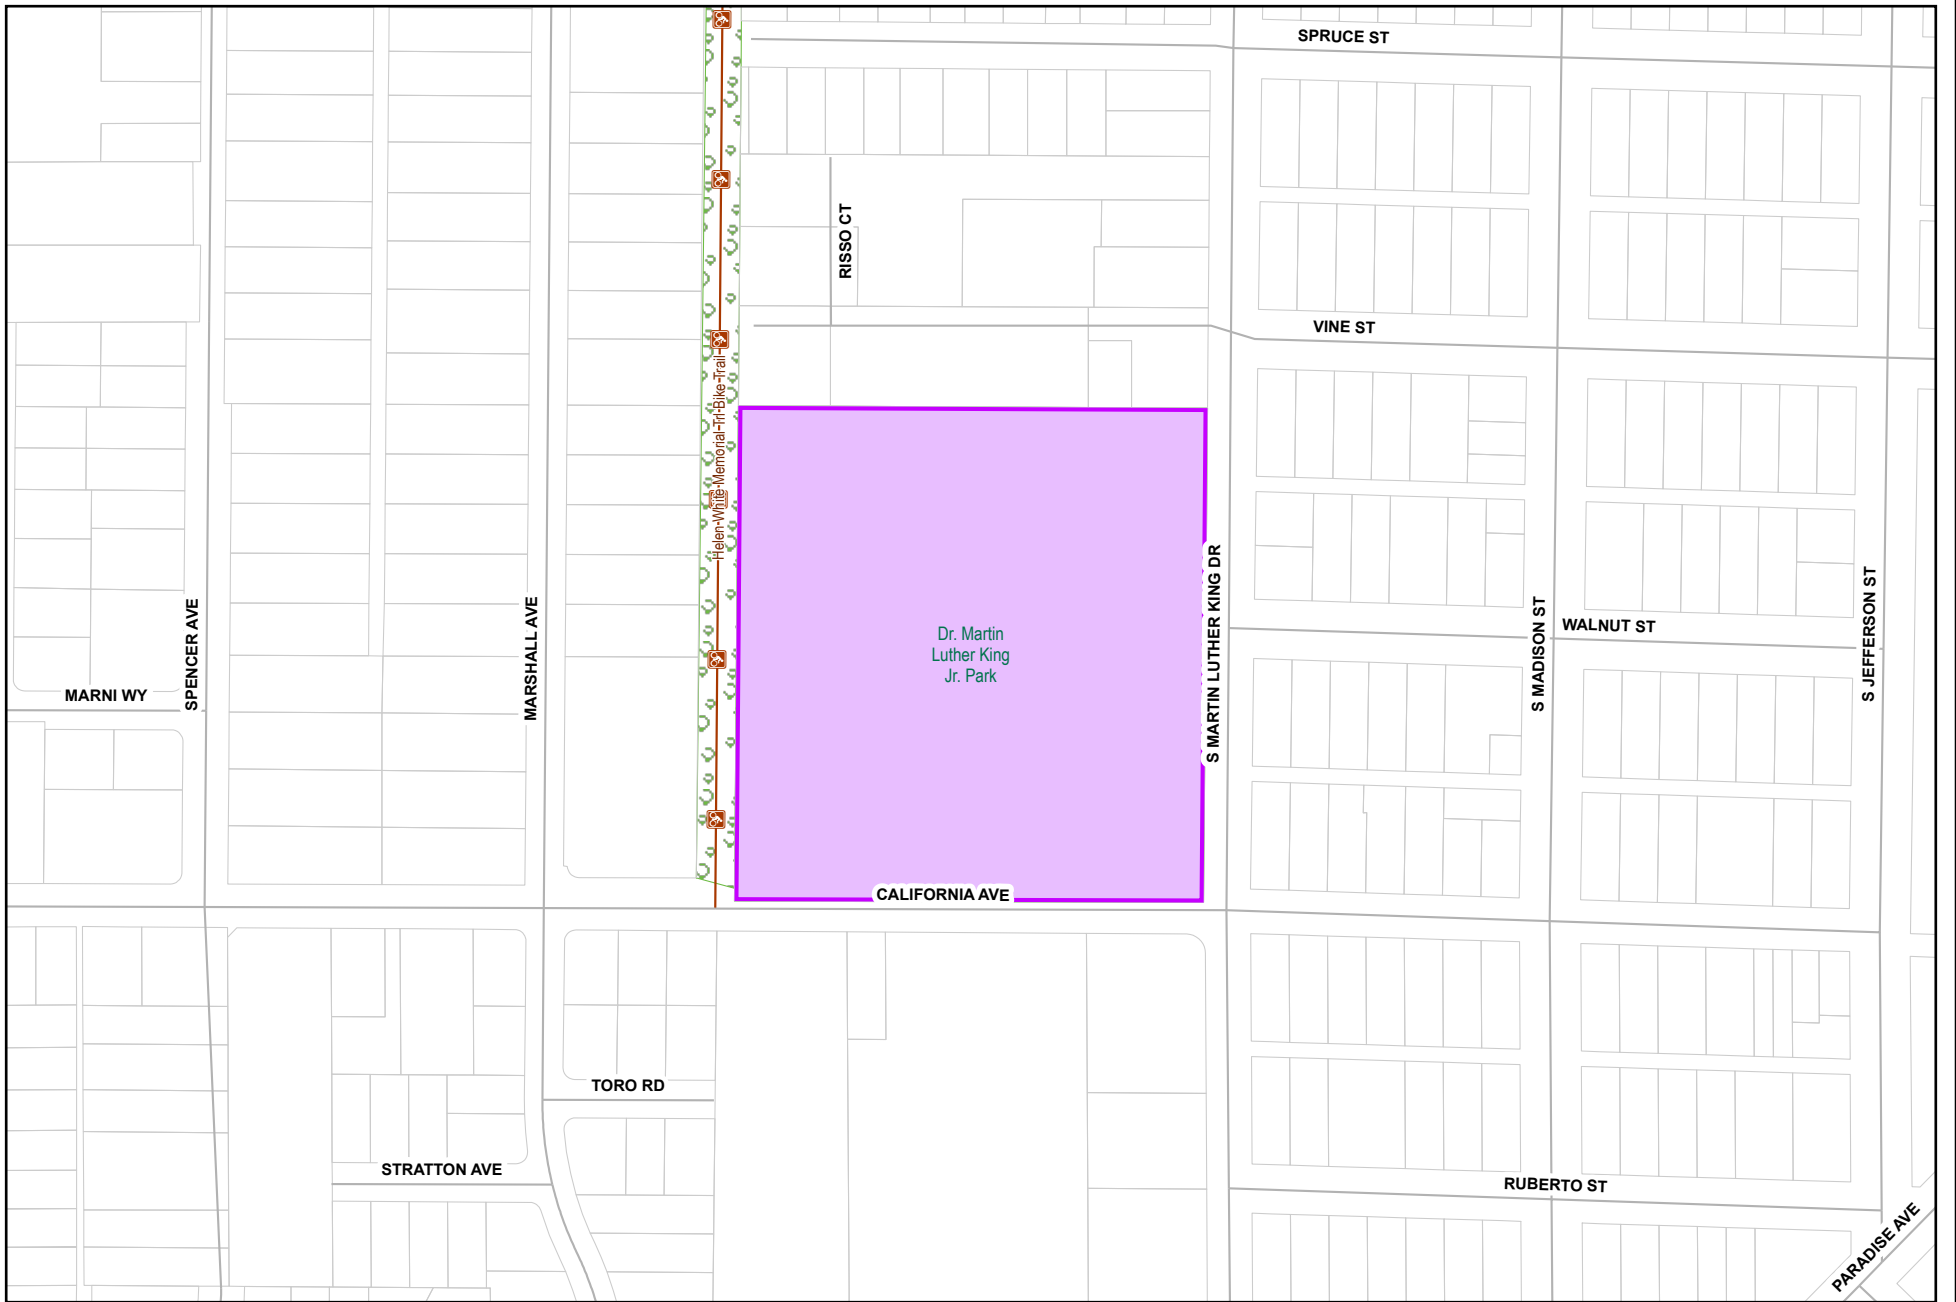 SPRUCE ST
RISSO CT
VINE ST
Helen-White-Memorial-Tri-Bike-Trail
S MARTIN LUTHER KING DR
S MADISON ST
S JEFFERSON ST
SPENCER AVE
MARSHALL AVE
WALNUT ST
Dr. Martin
Luther King
Jr. Park
MARNI WY
CALIFORNIA AVE
TORO RD
STRATTON AVE
RUBERTO ST
PARADISE AVE